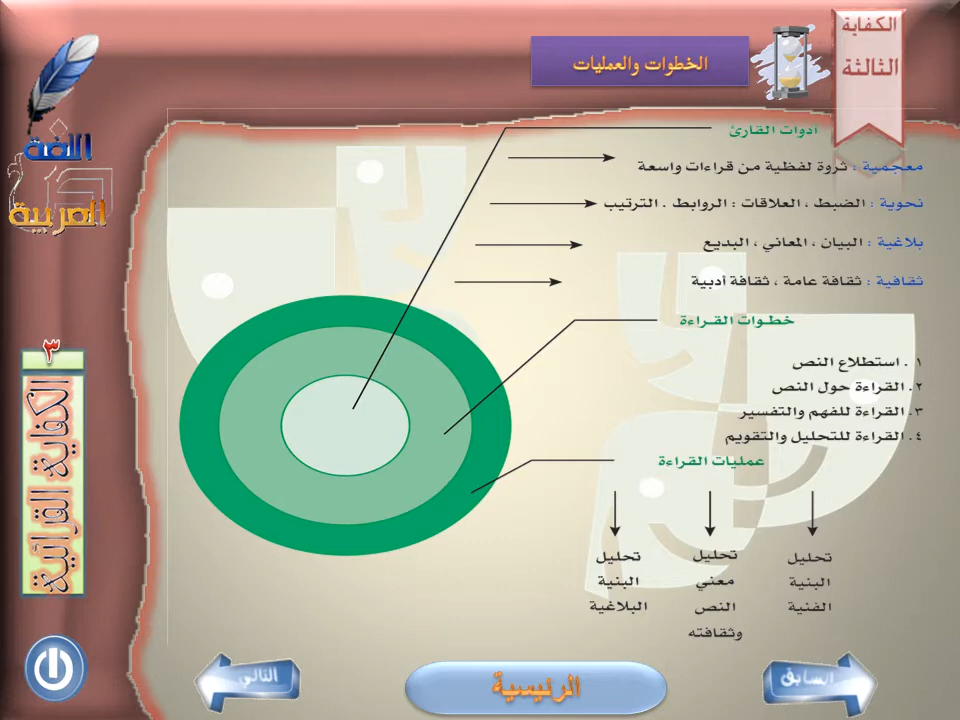 الكفاية
الثالثة
الخطوات والعمليات
اللغة
العربية
أدوات القارئ
معجمية : ثروة لفظية من قراءات واسعة
نحوية : الضبط ، العلاقات : الروابط . الترتيب
بلاغية : البيان ، المعاني ، البديع
ثقافية : ثقافة عامة ، ثقافة أدبية
خطوات القراءة
١ . استطلاع النص
٢. القراءة حول النص
٣. القراءة للفهم والتفسير
٤. القراءة للتحليل والتقويم
عمليات القراءة
تحليل
البنية
الفنية
تحليل
معني
النص
وثقافته
تحليل
البنية
البلاغية
٣
الكفاية القرائية
السابق
الرئيسية
التالي